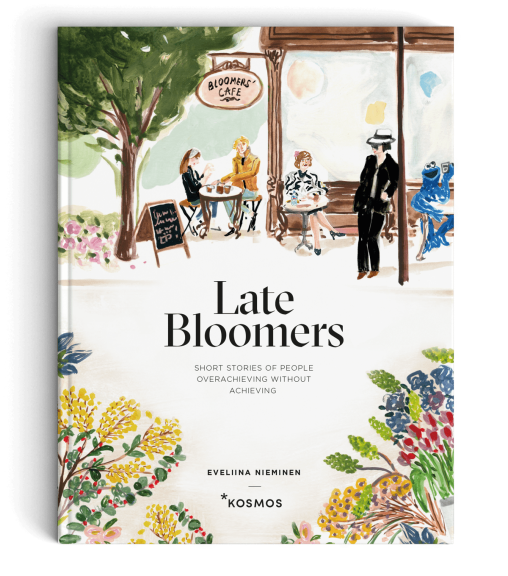 BLOOMERS'
CAFE
Late
Bloomers
SHORT STORIES OF PEOPLE
OVERACHIEVING WITHOUT
ACHIEVING
EVELIINA NIEMINEN
*KOSMOS